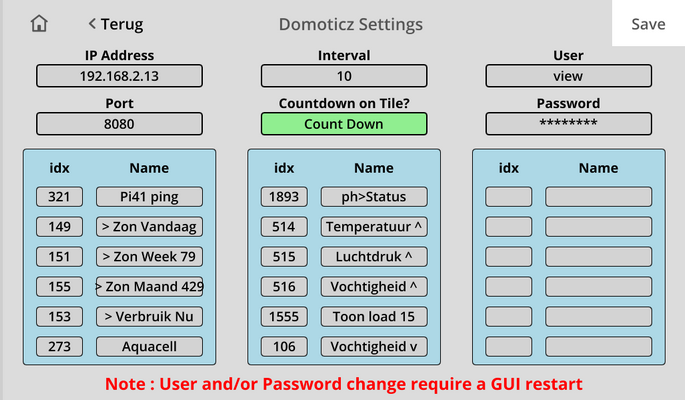 < Terug
Domoticz Settings
Save
IP Address
Interval
User
192.168.2.13
10
view
Port
Countdown on Tile?
Password
8080
Count Down
********
idx Name
321 Pi41 ping
149 > Zon Vandaag
151 > Zon Week 79
155 > Zon Maand 429
153 > Verbruik Nu
273 Aquacell
idx Name
1893 ph>Status
514 Temperatuur ^
515 Luchtdruk ^
516 Vochtigheid ^
1555 Toon load 15
106 Vochtigheid v
idx Name
Note : User and/or Password change require a GUI restart